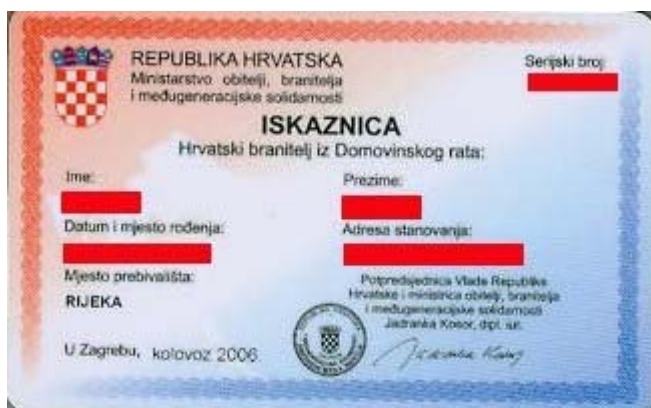 REPUBLIKA HRVATSKA
Ministarstvo obitelji, branitelja
i međugeneracijske solidarnosti
Serijski broj:
ISKAZNICA
Hrvatski branitelj iz Domovinskog rata:
Ime:
Prezime:
Datum i mjesto rođenja:
Adresa stanovanja:
Mjesto prebivališta:
RIJEKA
Potpredsjednica Vlade Republike
Hrvatske i ministrica obitelji, branitelja
i međugeneracijske solidarnosti
Jadranka Kosor, dipl. iur.
U Zagrebu, kolovoz 2006